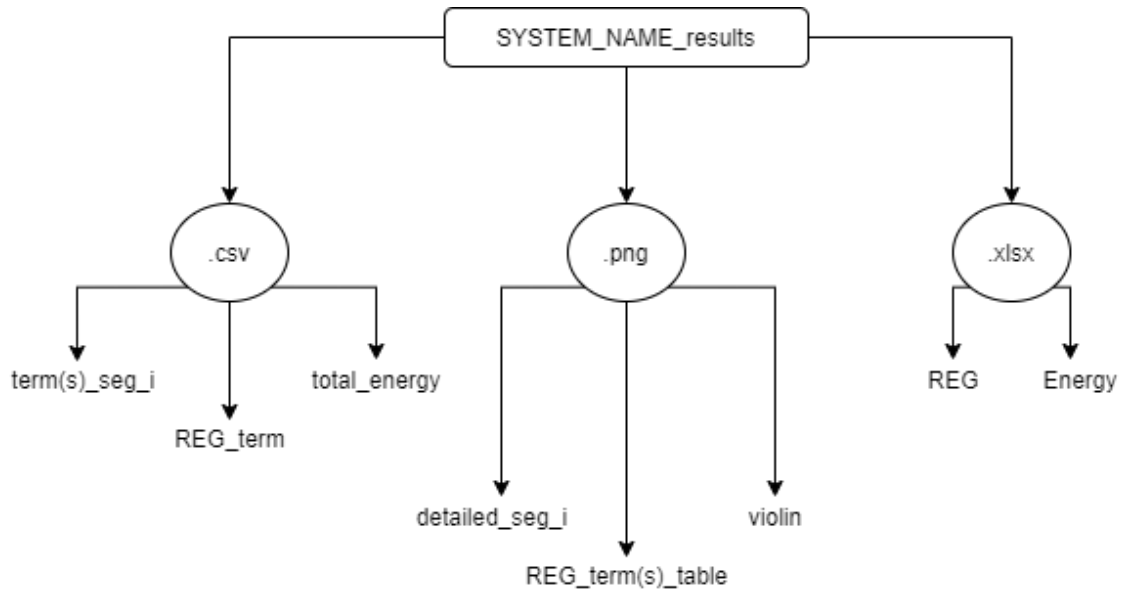 SYSTEM_NAME_results
.csv
.png
.xlsx
term(s)_seg_i
total_energy
REG
Energy
REG_term
detailed_seg_i
violin
REG_term(s)_table